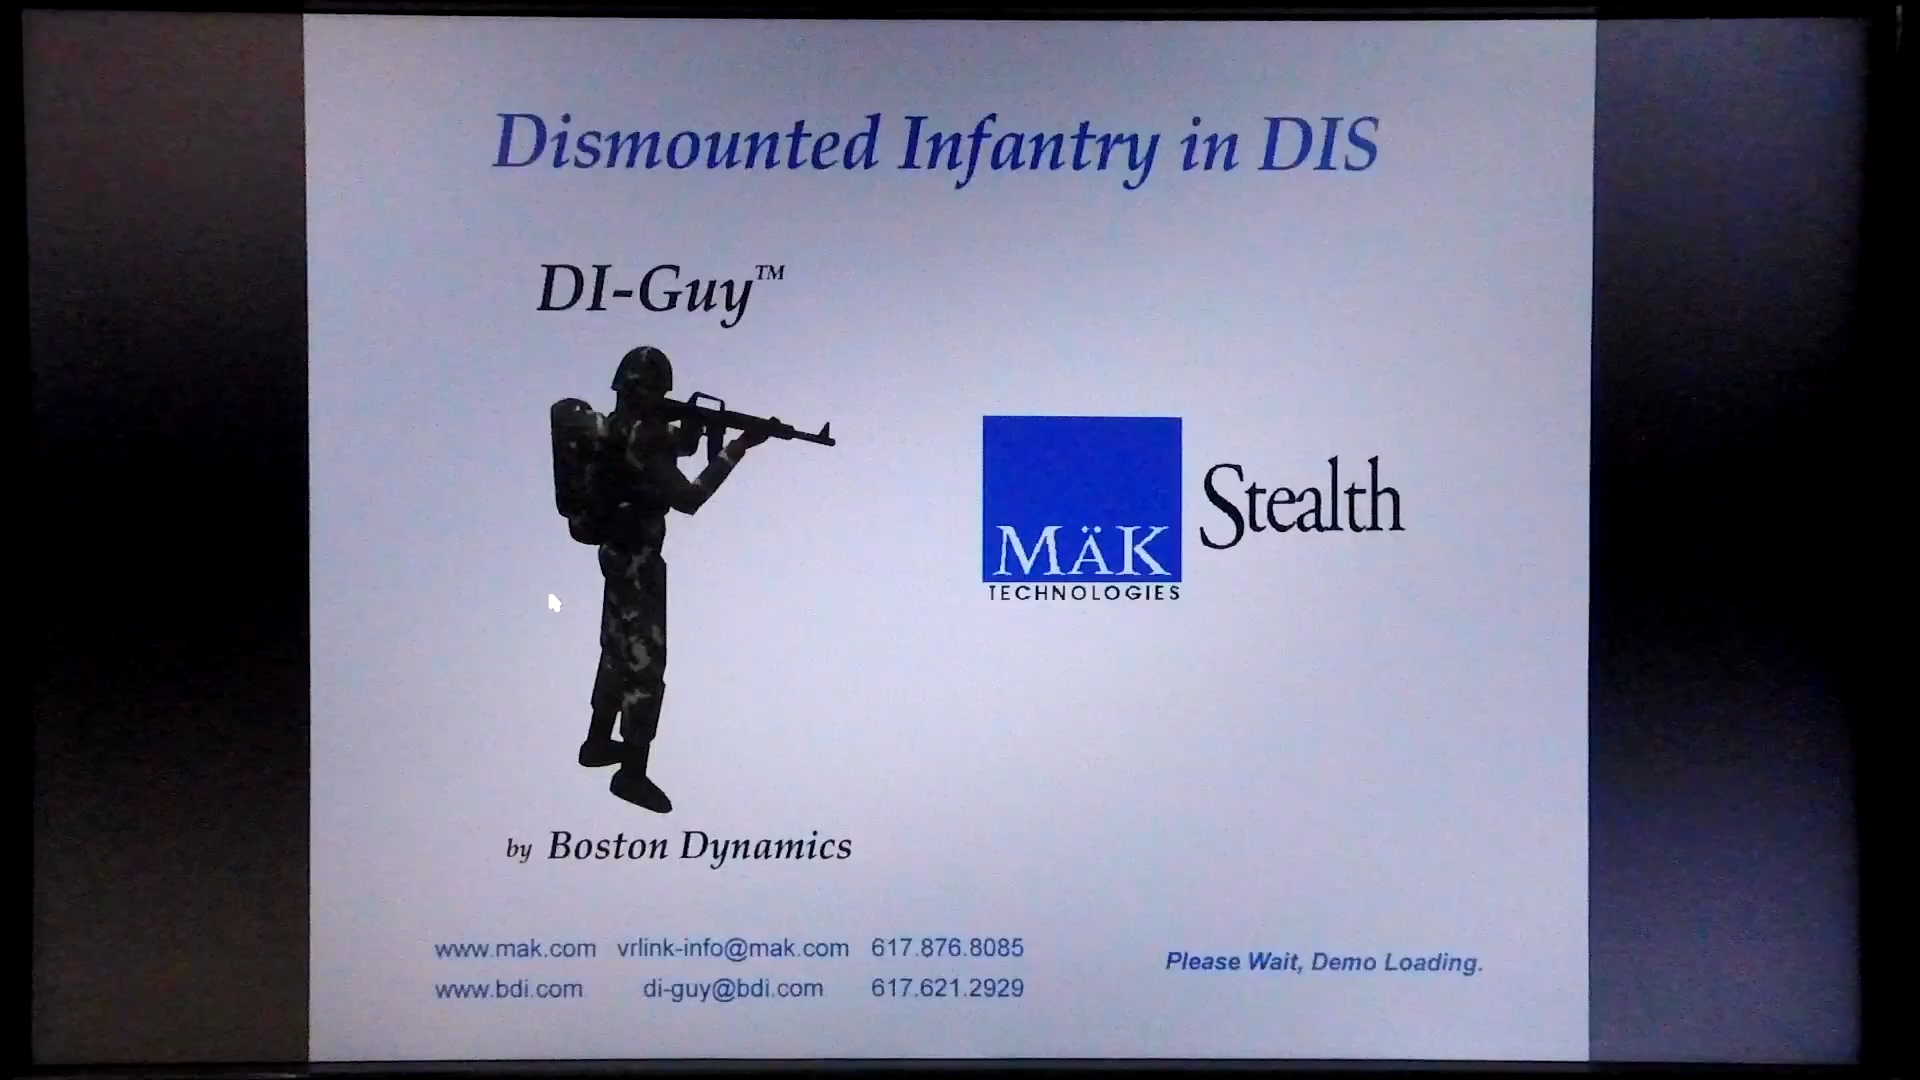 Dismounted Infantry in DIS
DI-Guy™
MÄK
TECHNOLOGIES
Stealth
by Boston Dynamics
www.mak.com vrlink-info@mak.com 617.876.8085
www.bdi.com di-guy@bdi.com 617.621.2929
Please Wait, Demo Loading.